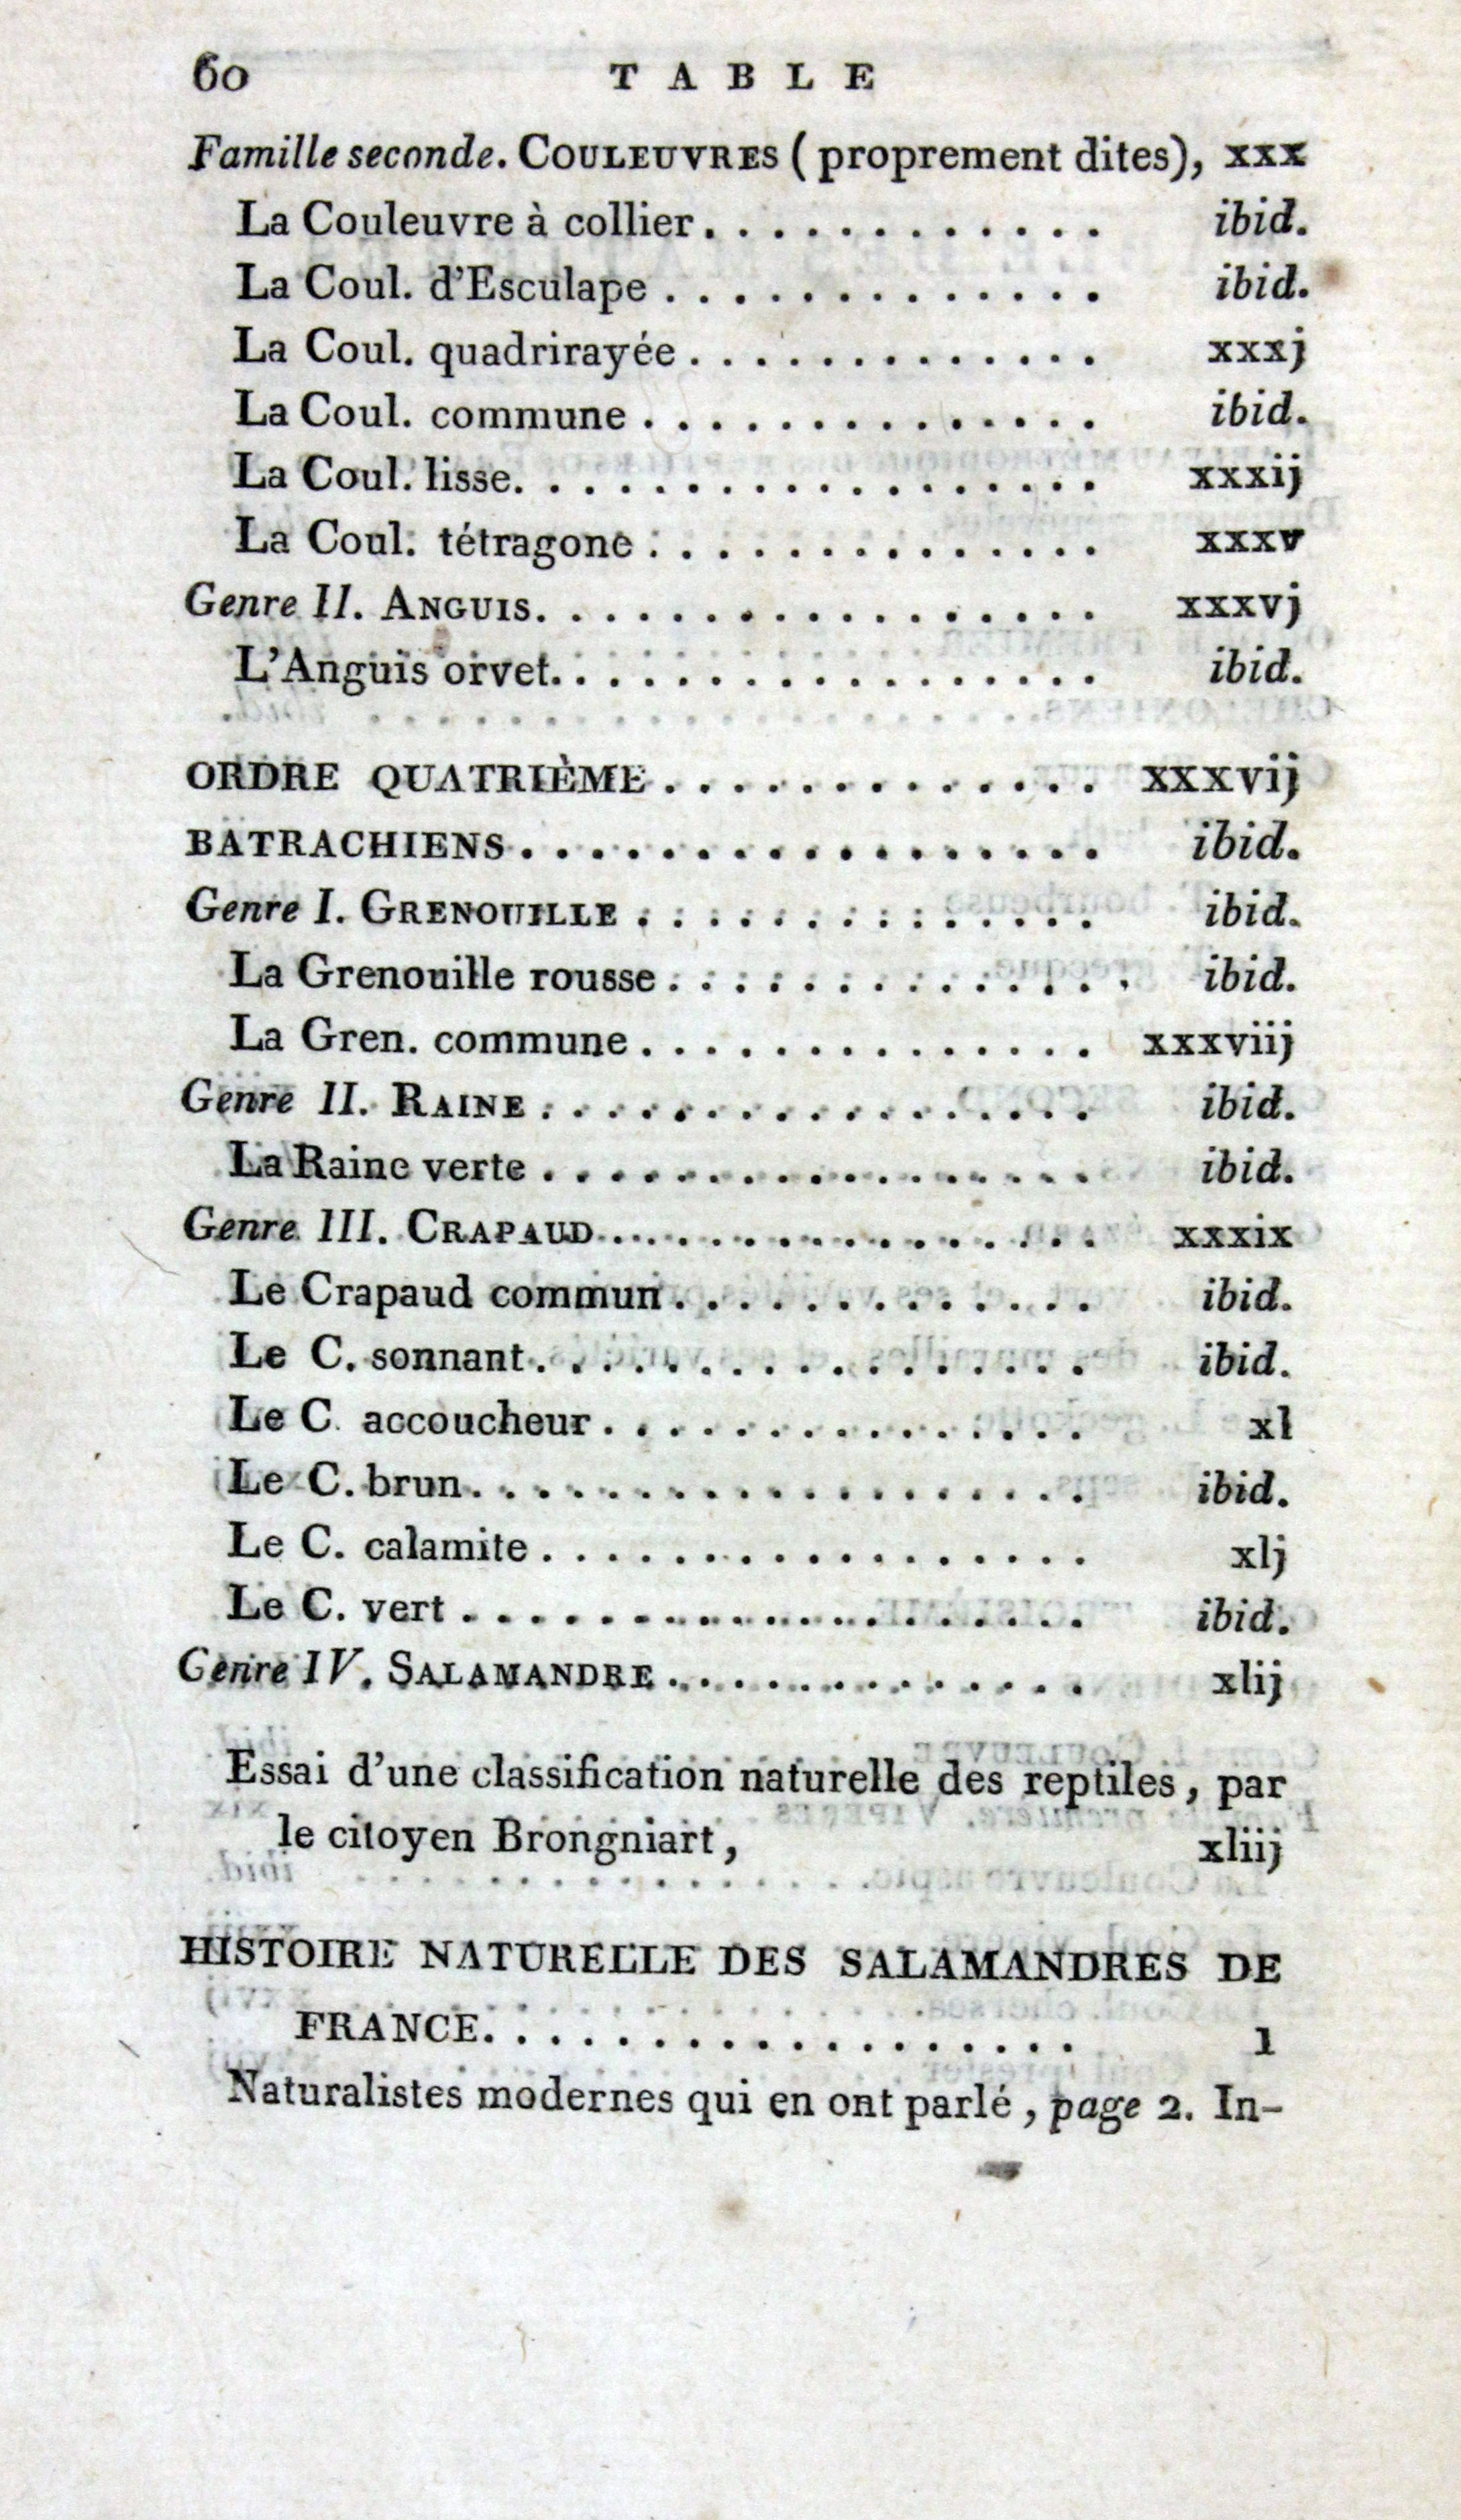 60 TABLE
Famille seconde. COULEUVRES (proprement dites), xxx
La Couleuvre à collier. . . . . . . . . . . . ibid.
La Coul. d'Esculape . . . . . . . . . . . . . ibid.
La Coul. quadrirayée . . . . . . . . . . . . . xxxj
La Coul. commune . . . . . . . . . . . . . . ibid.
La Coul. lisse. . . . . . . . . . . . . . . . . . xxxij
La Coul. tétragone . . . . . . . . . . . . . . xxxv
Genre II. ANGUIS. . . . . . . . . . . . . . . . . xxxvj
L'Anguis orvet. . . . . . . . . . . . . . . . . ibid.
ORDRE QUATRIÈME . . . . . . . . . . . . . xxxvij
BATRACHIENS . . . . . . . . . . . . . . . . . ibid.
Genre I. GRENOUILLE . . . . . . . . . . . . . . ibid.
La Grenouille rousse . . . . . . . . . . . . . . ibid.
La Gren. commune . . . . . . . . . . . . . . xxxviij
Genre II. RAINE . . . . . . . . . . . . . . . . . ibid.
La Raine verte . . . . . . . . . . . . . . . . . ibid.
Genre III. CRAPAUD . . . . . . . . . . . . . . . xxxix
Le Crapaud commun . . . . . . . . . . . . . ibid.
Le C. sonnant . . . . . . . . . . . . . . . . . ibid.
Le C. accoucheur . . . . . . . . . . . . . . . xl
Le C. brun. . . . . . . . . . . . . . . . . . . ibid.
Le C. calamite . . . . . . . . . . . . . . . . . xlj
Le C. vert . . . . . . . . . . . . . . . . . . . ibid.
Genre IV. SALAMANDRE . . . . . . . . . . . . . xlij
Essai d'une classification naturelle des reptiles, par
le citoyen Brongniart, xliij
HISTOIRE NATURELLE DES SALAMANDRES DE
FRANCE. . . . . . . . . . . . . . . . . . 1
Naturalistes modernes qui en ont parlé, page 2. In-